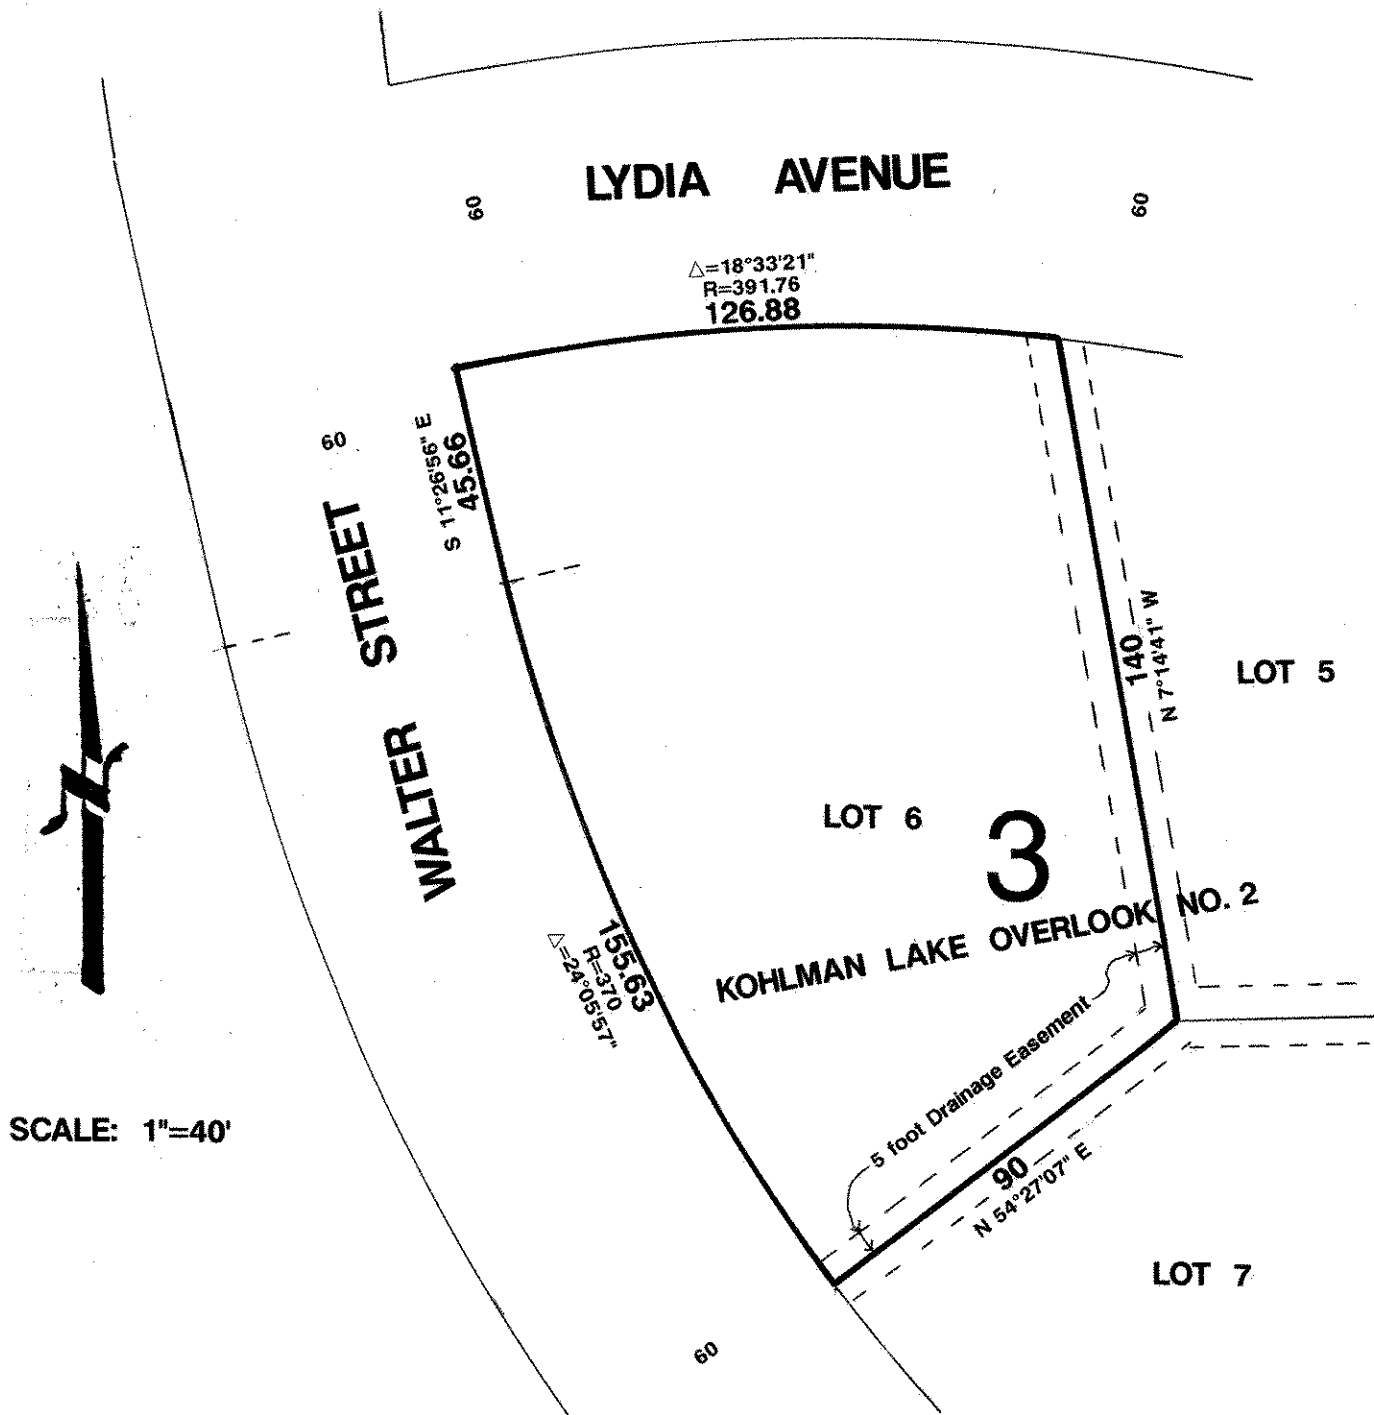 LYDIA AVENUE
60
60
△=18°33'21"
R=391.76
126.88
60
S 11°26'56" E
45.66
WALTER STREET
140
N 7°14'41" W
LOT 5
LOT 6
3
KOHLMAN LAKE OVERLOOK NO. 2
155.63
R=370
△=24°05'57"
5 foot Drainage Easement
SCALE: 1"=40'
90
N 54°27'07" E
LOT 7
60